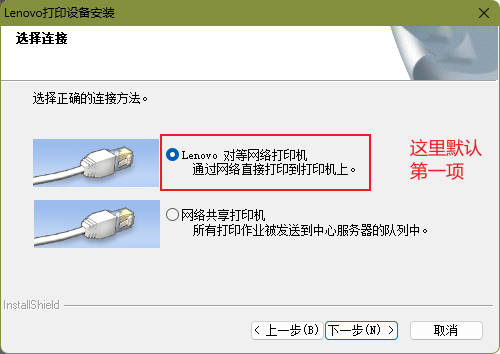 Lenovo打印设备安装
选择连接
选择正确的连接方法。
Lenovo 对等网络打印机
通过网络直接打印到打印机上。
这里默认
第一项
网络共享打印机
所有打印作业被发送到中心服务器的队列中。
InstallShield
< 上一步(B)
下一步(N) >
取消